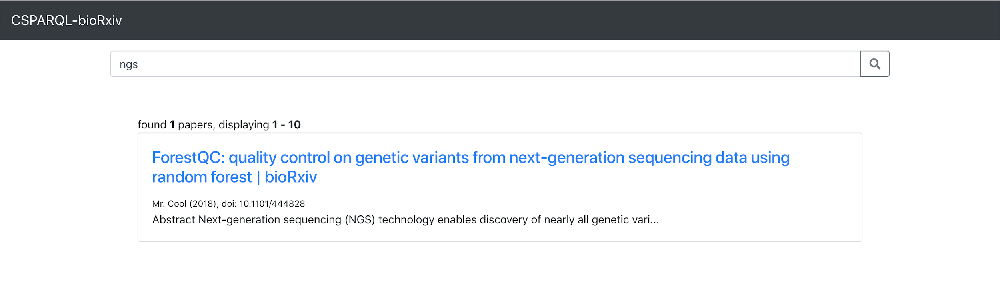 CSPARQL-bioRxiv
ngs
found 1 papers, displaying 1 - 10
ForestQC: quality control on genetic variants from next-generation sequencing data using
random forest | bioRxiv
Mr. Cool (2018), doi: 10.1101/444828
Abstract Next-generation sequencing (NGS) technology enables discovery of nearly all genetic vari...